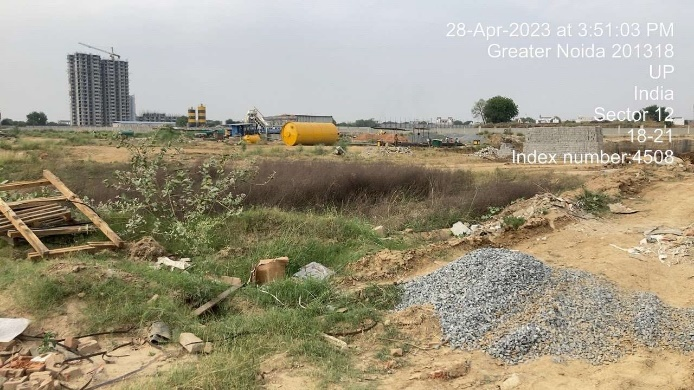 28-Apr-2023 at 3:51:03 PM
Greater Noida 201318
UP
India
Sector 12
18-21
Index number:4508